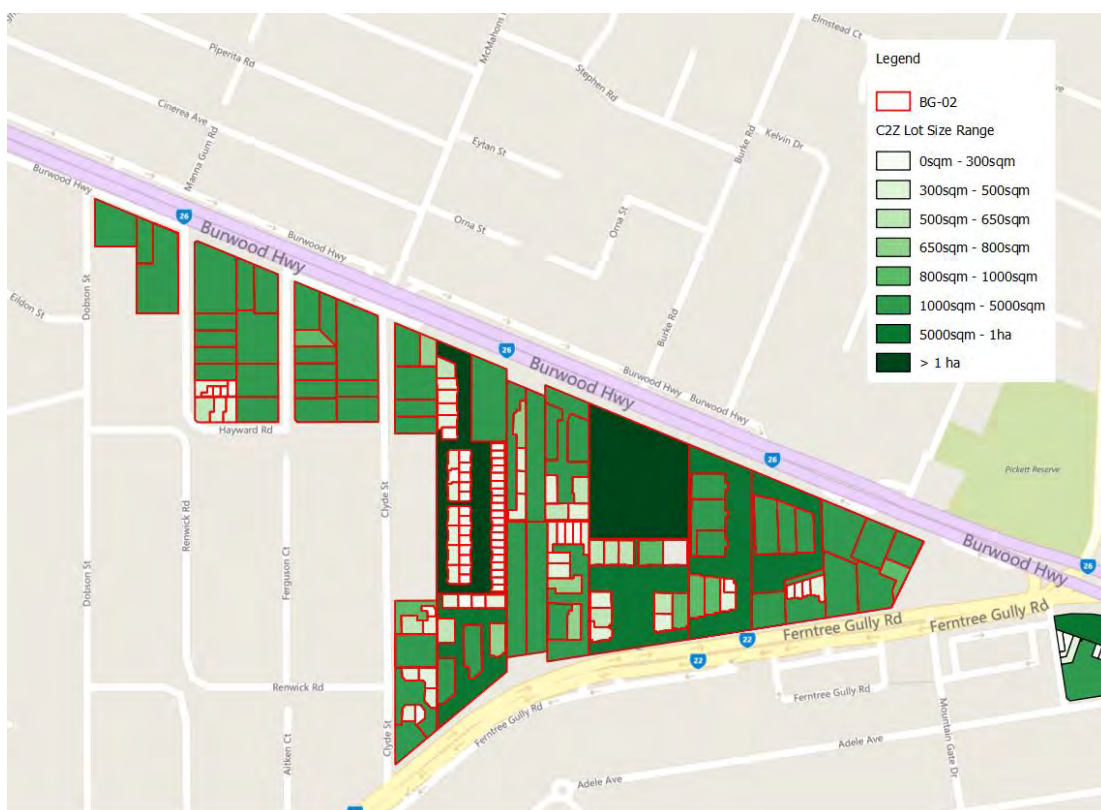 Elmstead Ct
Piperita Rd
Stephen Rd
Cinerea Ave
Kelvin Dr
Manna Gum Rd
Eytan St
Burke Rd
Burwood Hwy
26
Burwood Hwy
Burwood Hwy
Orna St
Orna St
Dobson St
Eildon St
Burke Rd
26
Burwood Hwy
Burwood Hwy
Burwood Hwy
Hayward Rd
26
Pickett Reserve
Clyde St
Renwick Rd
Burwood Hwy
26
Dobson St
Ferguson Ct
Ferntree Gully Rd
Ferntree Gully Rd
22
22
Renwick Rd
Ferntree Gully Rd
Ferntree Gully Rd
Clyde St
Aitken Ct
Mountain Gate Dr
Adele Ave
Adele Ave
Legend
BG-02
C2Z Lot Size Range
0sqm - 300sqm
300sqm - 500sqm
500sqm - 650sqm
650sqm - 800sqm
800sqm - 1000sqm
1000sqm - 5000sqm
5000sqm - 1ha
> 1 ha